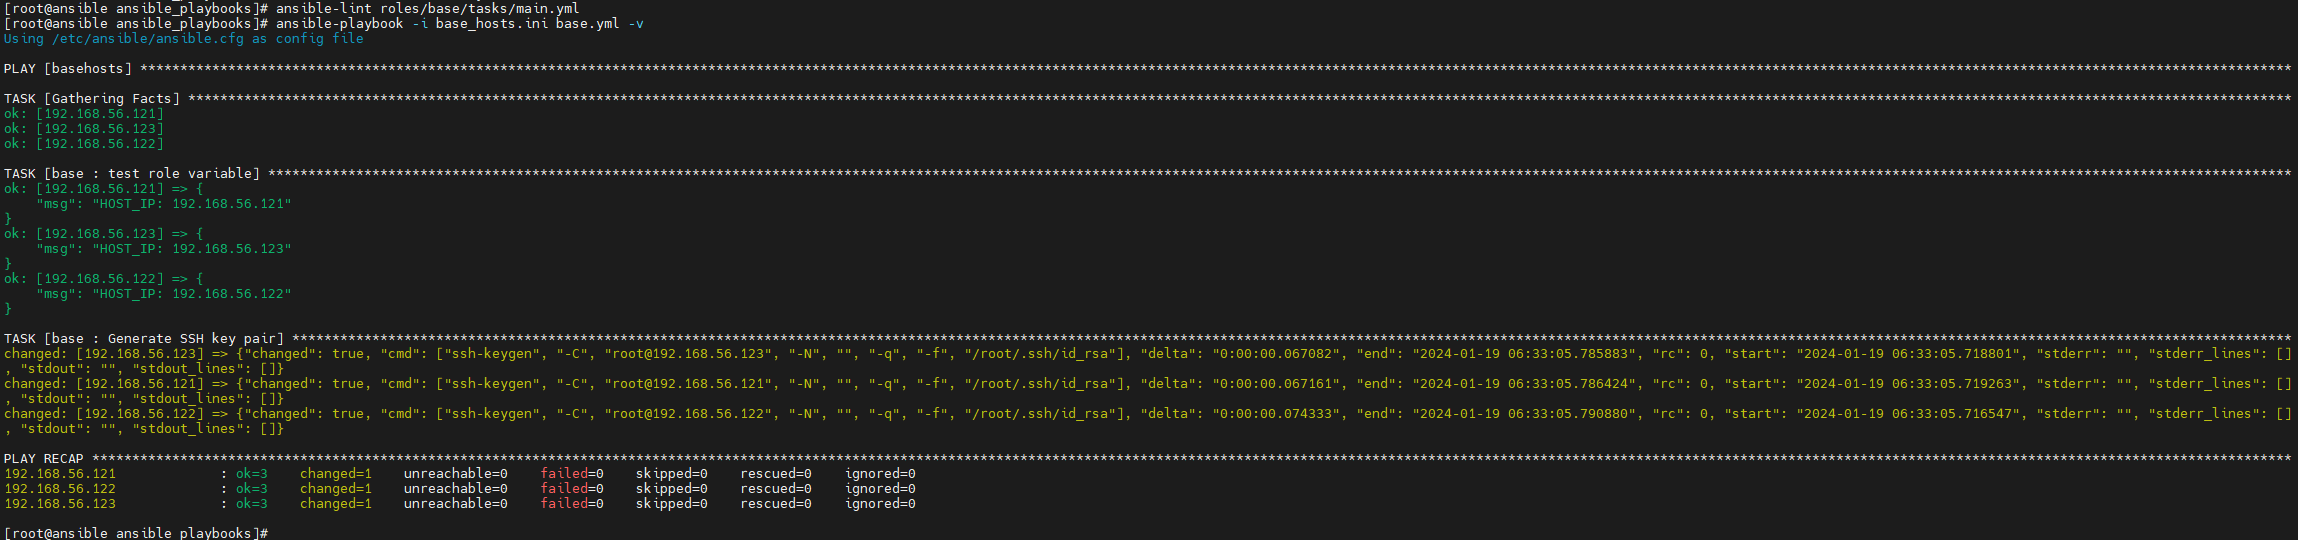 [root@ansible ansible_playbooks]# ansible-lint roles/base/tasks/main.yml
[root@ansible ansible_playbooks]# ansible-playbook -i base_hosts.ini base.yml -v
Using /etc/ansible/ansible.cfg as config file
PLAY [basehosts] ****************************************************************************************************
TASK [Gathering Facts] ****************************************************************************************************
ok: [192.168.56.121]
ok: [192.168.56.123]
ok: [192.168.56.122]
TASK [base : test role variable] ****************************************************************************************************
ok: [192.168.56.121] => {
    "msg": "HOST_IP: 192.168.56.121"
}
ok: [192.168.56.123] => {
    "msg": "HOST_IP: 192.168.56.123"
}
ok: [192.168.56.122] => {
    "msg": "HOST_IP: 192.168.56.122"
}
TASK [base : Generate SSH key pair] ****************************************************************************************************
changed: [192.168.56.123] => {"changed": true, "cmd": ["ssh-keygen", "-C", "root@192.168.56.123", "-N", "", "-q", "-f", "/root/.ssh/id_rsa"], "delta": "0:00:00.067082", "end": "2024-01-19 06:33:05.785883", "rc": 0, "start": "2024-01-19 06:33:05.718801", "stderr": "", "stderr_lines": []
, "stdout": "", "stdout_lines": []}
changed: [192.168.56.121] => {"changed": true, "cmd": ["ssh-keygen", "-C", "root@192.168.56.121", "-N", "", "-q", "-f", "/root/.ssh/id_rsa"], "delta": "0:00:00.067161", "end": "2024-01-19 06:33:05.786424", "rc": 0, "start": "2024-01-19 06:33:05.719263", "stderr": "", "stderr_lines": []
, "stdout": "", "stdout_lines": []}
changed: [192.168.56.122] => {"changed": true, "cmd": ["ssh-keygen", "-C", "root@192.168.56.122", "-N", "", "-q", "-f", "/root/.ssh/id_rsa"], "delta": "0:00:00.074333", "end": "2024-01-19 06:33:05.790880", "rc": 0, "start": "2024-01-19 06:33:05.716547", "stderr": "", "stderr_lines": []
, "stdout": "", "stdout_lines": []}
PLAY RECAP ****************************************************************************************************
192.168.56.121             : ok=3    changed=1    unreachable=0    failed=0    skipped=0    rescued=0    ignored=0
192.168.56.122             : ok=3    changed=1    unreachable=0    failed=0    skipped=0    rescued=0    ignored=0
192.168.56.123             : ok=3    changed=1    unreachable=0    failed=0    skipped=0    rescued=0    ignored=0
[root@ansible ansible_playbooks]#